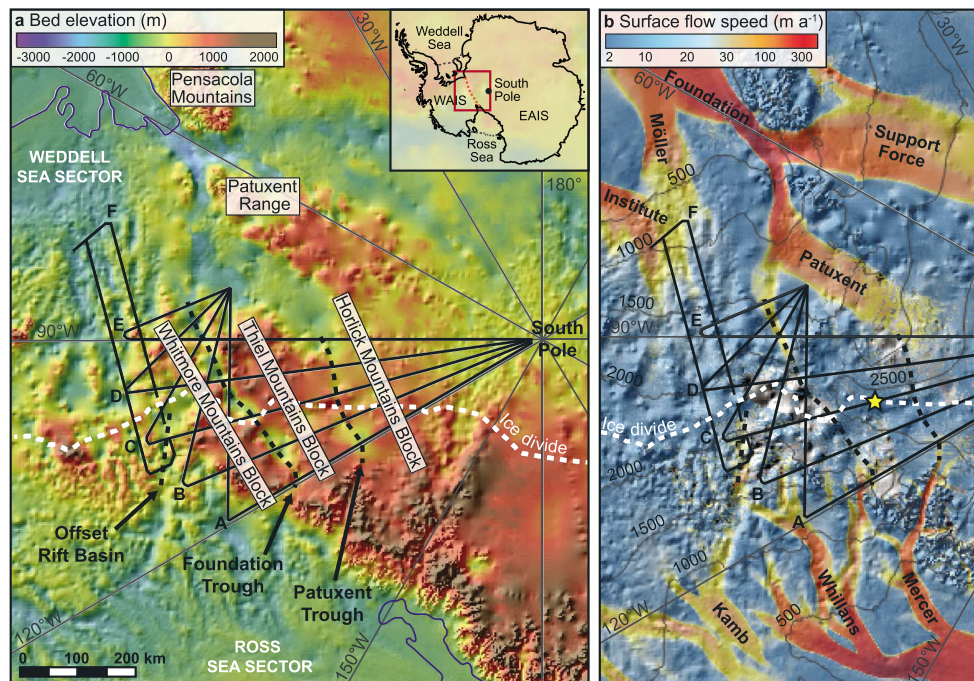 a Bed elevation (m)
-3000 -2000 -1000 0 1000 2000
30°W
60°W
Pensacola
Mountains
Weddell
Sea
South
Pole
WAIS
EAIS
Ross
Sea
WEDDELL
SEA SECTOR
Patuxent
Range
180°
F
E
90°W
D
C
B
A
Whitmore Mountains Block
Thiel Mountains Block
Horlick Mountains Block
South
Pole
Ice divide
Offset
Rift Basin
Foundation
Trough
Patuxent
Trough
120°W
150°W
ROSS
SEA SECTOR
0 100 200 km
b Surface flow speed (m a⁻¹)
2 10 30 100 300
30°W
60°W
Foundation
Möller
Support
Force
500
Institute
F
1000
Patuxent
1500
E
90°W
2000
2500
D
Ice divide
C
2000
B
A
1500
1000
Kamb
500
Whillans
Mercer
120°W
150°W